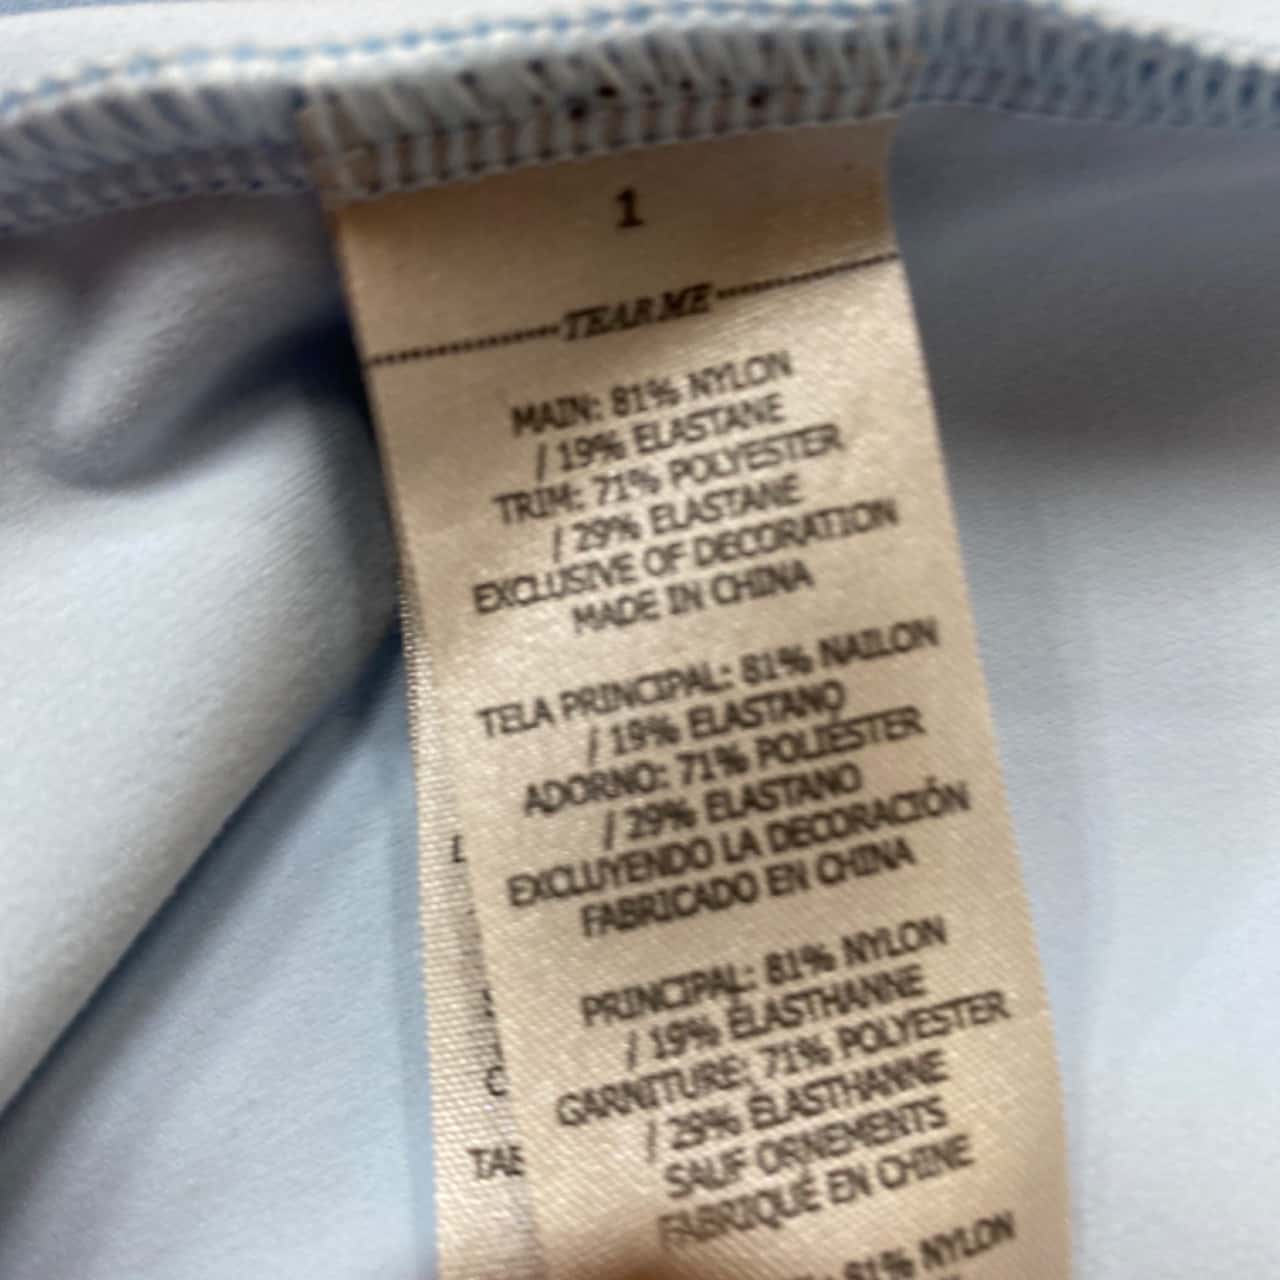 1
TEAR ME
MAIN: 81% NYLON
/ 19% ELASTANE
TRIM: 71% POLYESTER
/ 29% ELASTANE
EXCLUSIVE OF DECORATION
MADE IN CHINA
TELA PRINCIPAL: 81% NAILON
/ 19% ELASTANO
ADORNO: 71% POLIÉSTER
/ 29% ELASTANO
EXCLUYENDO LA DECORACIÓN
FABRICADO EN CHINA
PRINCIPAL: 81% NYLON
/ 19% ÉLASTHANNE
GARNITURE: 71% POLYESTER
/ 29% ÉLASTHANNE
SAUF ORNEMENTS
FABRIQUÉ EN CHINE
81% NYLON